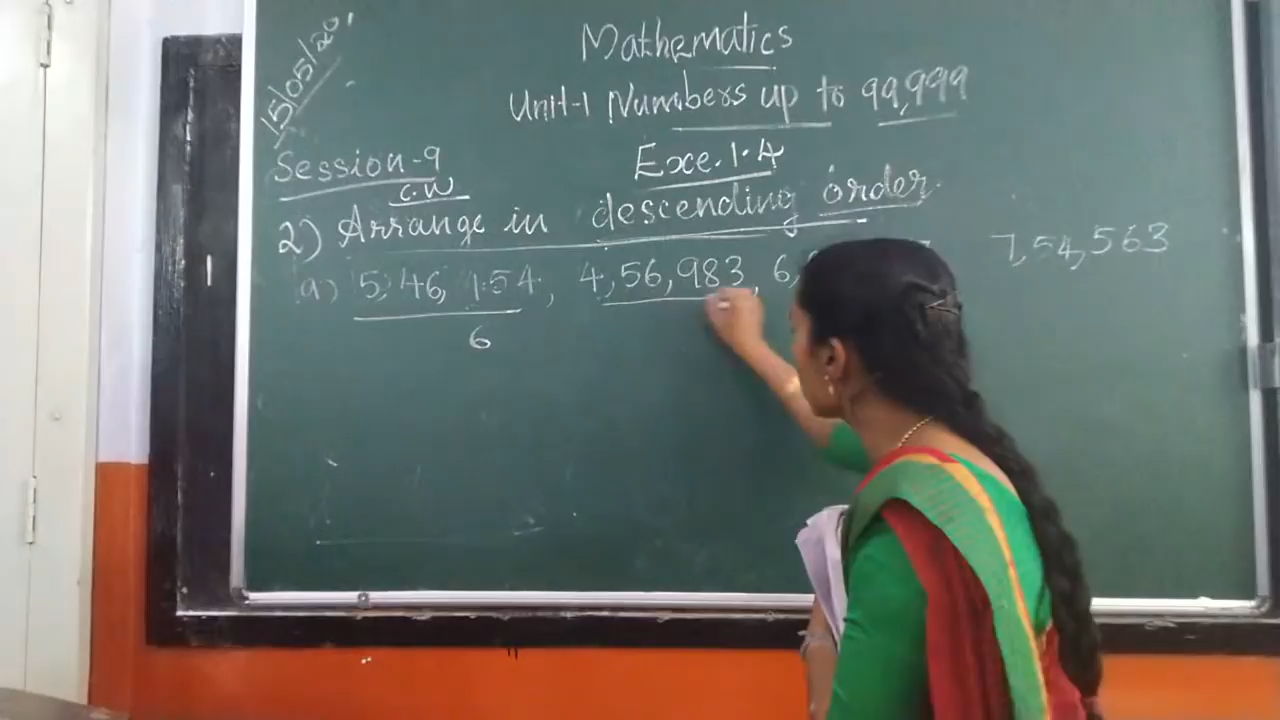 15/05/20
Mathematics
Unit-1 Numbers up to 99,999
Session-9
Exe.1.4
C.W
2) Arrange in descending order.
a) 5,46,154, 4,56,983, 6, 7,54,563
6